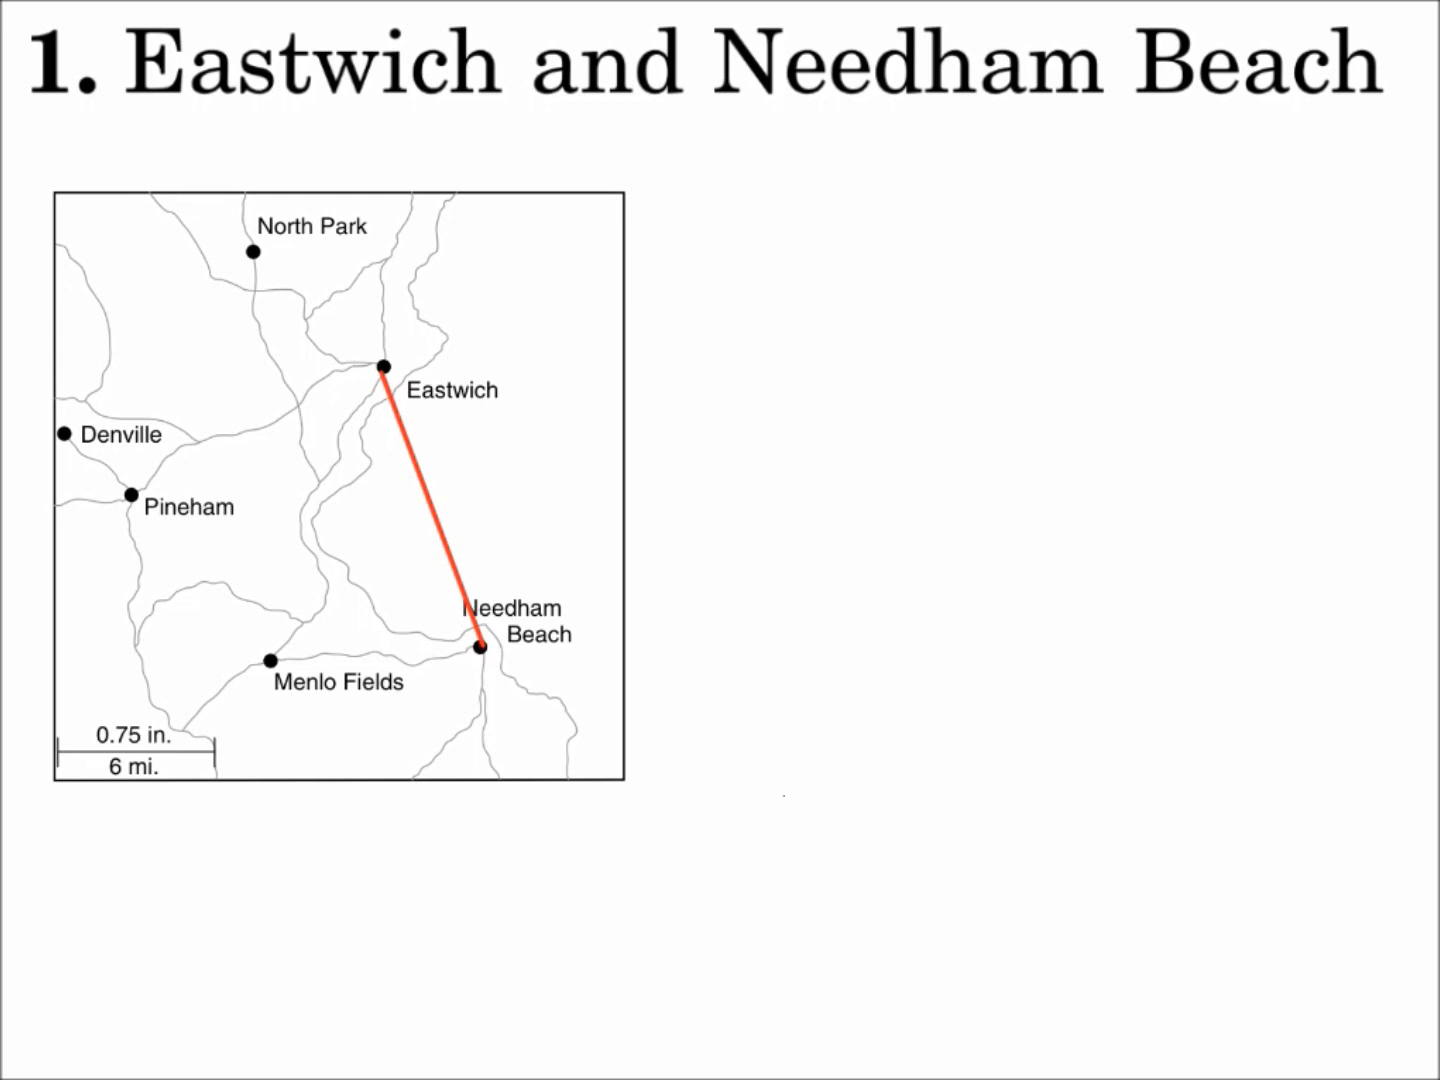 1. Eastwich and Needham Beach
North Park
Eastwich
Denville
Pineham
Needham
Beach
Menlo Fields
0.75 in.
6 mi.